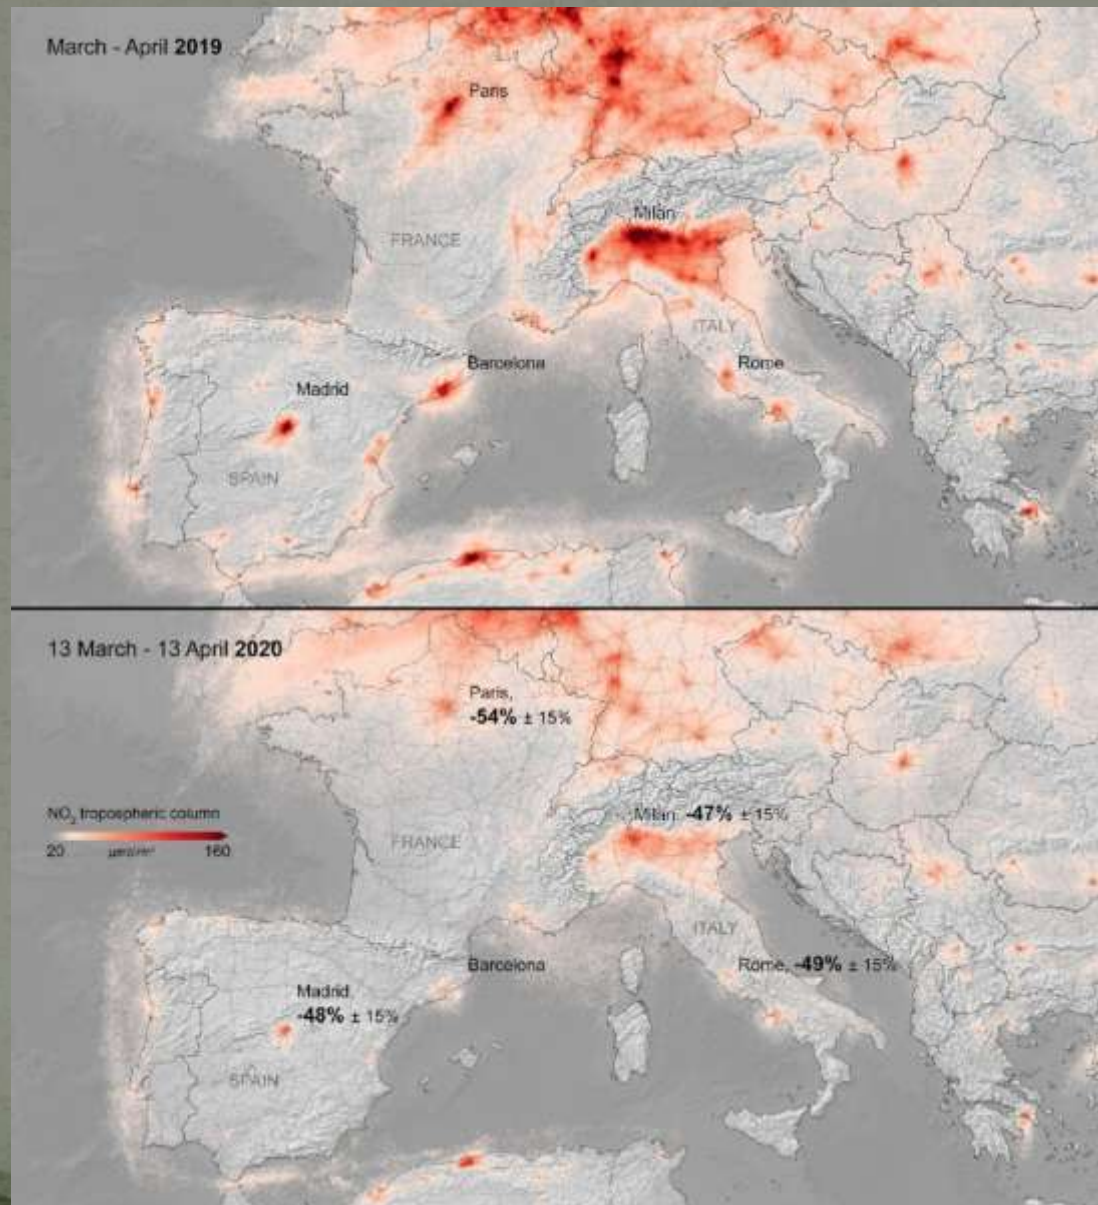 March - April 2019
Paris
Milan
FRANCE
ITALY
Barcelona
Rome
Madrid
SPAIN
13 March - 13 April 2020
Paris,
-54% ± 15%
NO₂ tropospheric column
20
160
Milan, -47% ± 15%
FRANCE
ITALY
Barcelona
Rome, -49% ± 15%
Madrid,
-48% ± 15%
SPAIN